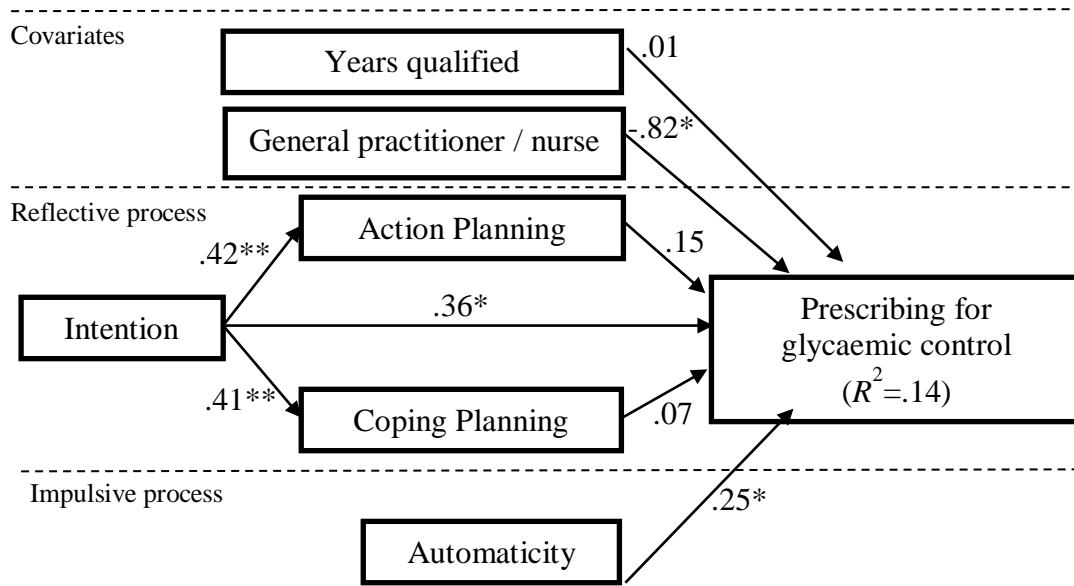 Covariates
Years qualified
.01
General practitioner / nurse
-.82*
Reflective process
Action Planning
.42**
.15
Intention
.36*
Prescribing for
glycaemic control
(R²=.14)
.41**
Coping Planning
.07
Impulsive process
.25*
Automaticity